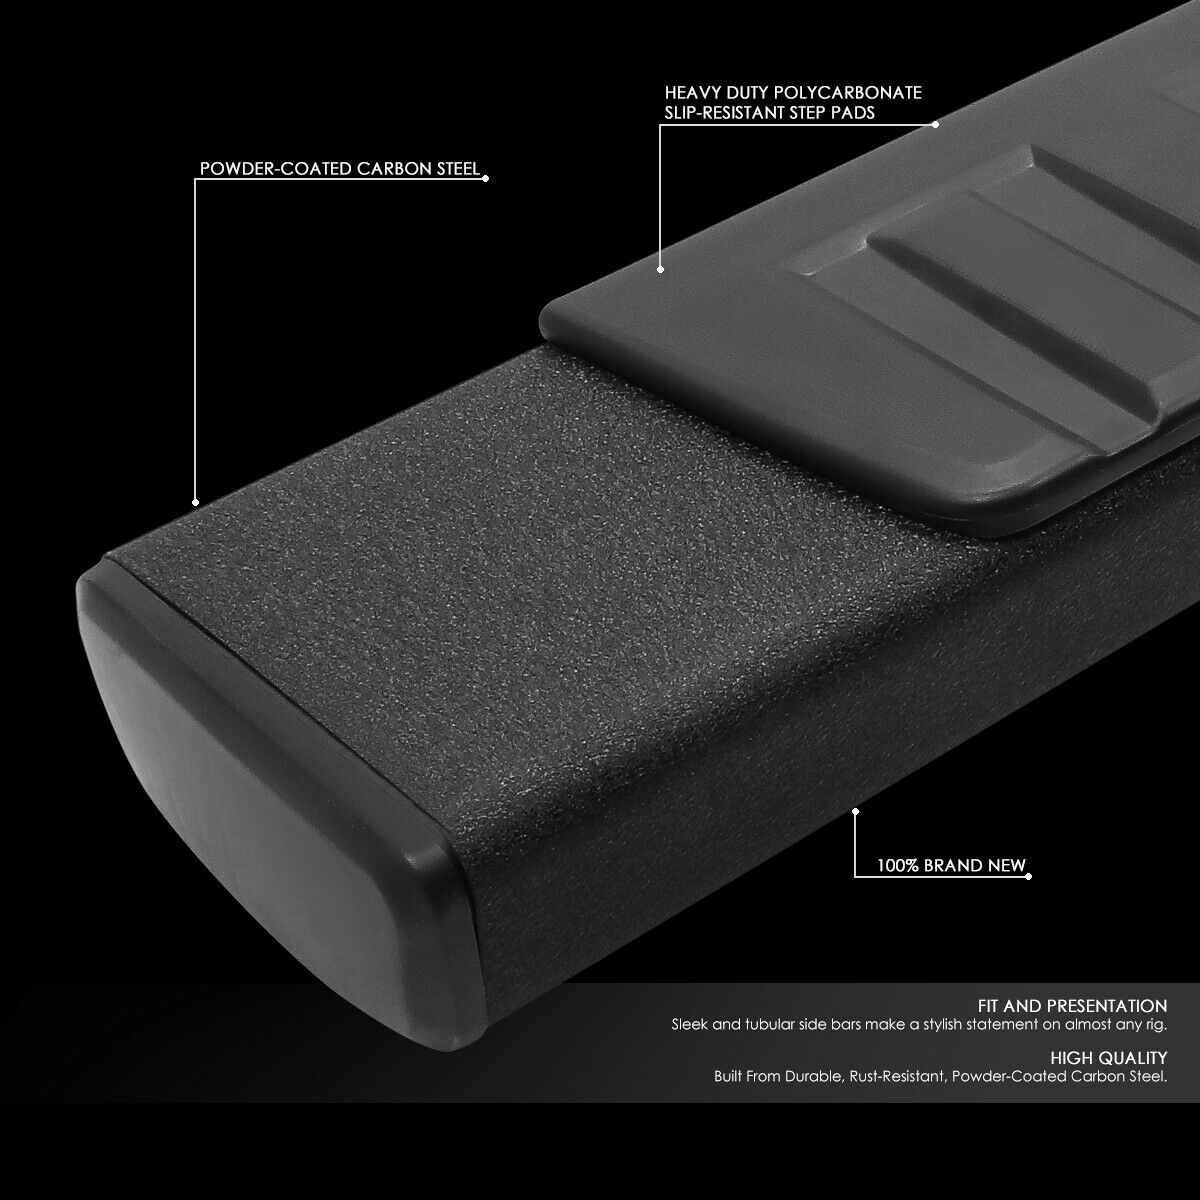 HEAVY DUTY POLYCARBONATE
SLIP-RESISTANT STEP PADS
POWDER-COATED CARBON STEEL
100% BRAND NEW
FIT AND PRESENTATION
Sleek and tubular side bars make a stylish statement on almost any rig.
HIGH QUALITY
Built From Durable, Rust-Resistant, Powder-Coated Carbon Steel.